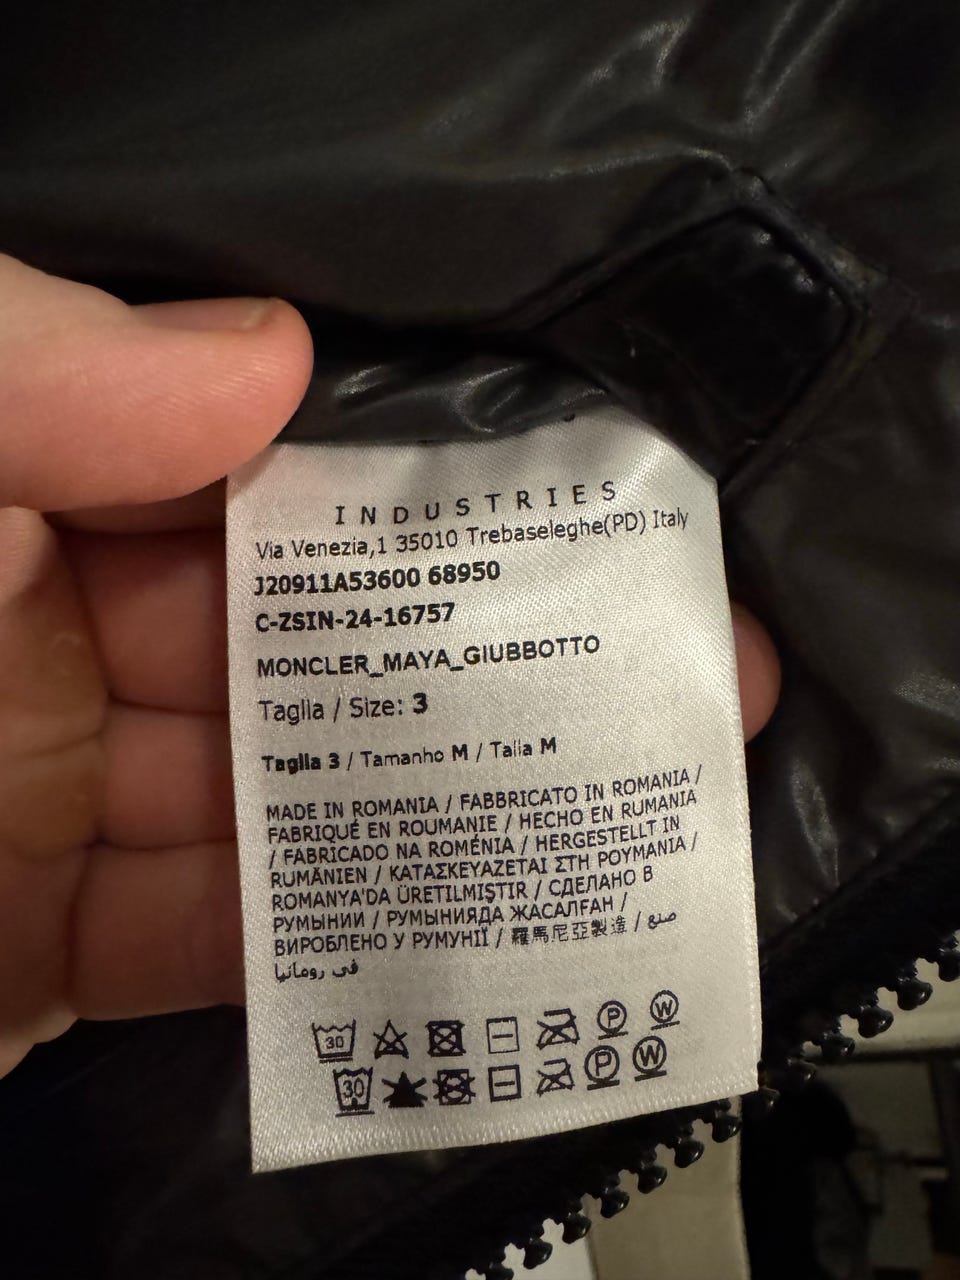 INDUSTRIES
Via Venezia,1 35010 Trebaseleghe(PD) Italy
J20911A53600 68950
C-ZSIN-24-16757
MONCLER_MAYA_GIUBBOTTO
Taglia / Size: 3
Taglia 3 / Tamanho M / Talla M
MADE IN ROMANIA / FABBRICATO IN ROMANIA /
FABRIQUÉ EN ROUMANIE / HECHO EN RUMANIA
/ FABRICADO NA ROMÉNIA / HERGESTELLT IN
RUMÄNIEN / ΚΑΤΑΣΚΕΥΑΖΕΤΑΙ ΣΤΗ ΡΟΥΜΑΝΙΑ /
ROMANYA'DA ÜRETILMIŞTIR / СДЕЛАНО В
РУМЫНИИ / РУМЫНИЯДА ЖАСАЛҒАН /
ВИРОБЛЕНО У РУМУНІЇ / 羅馬尼亞製造 / صنع
في رومانيا
30 P W
30 P W